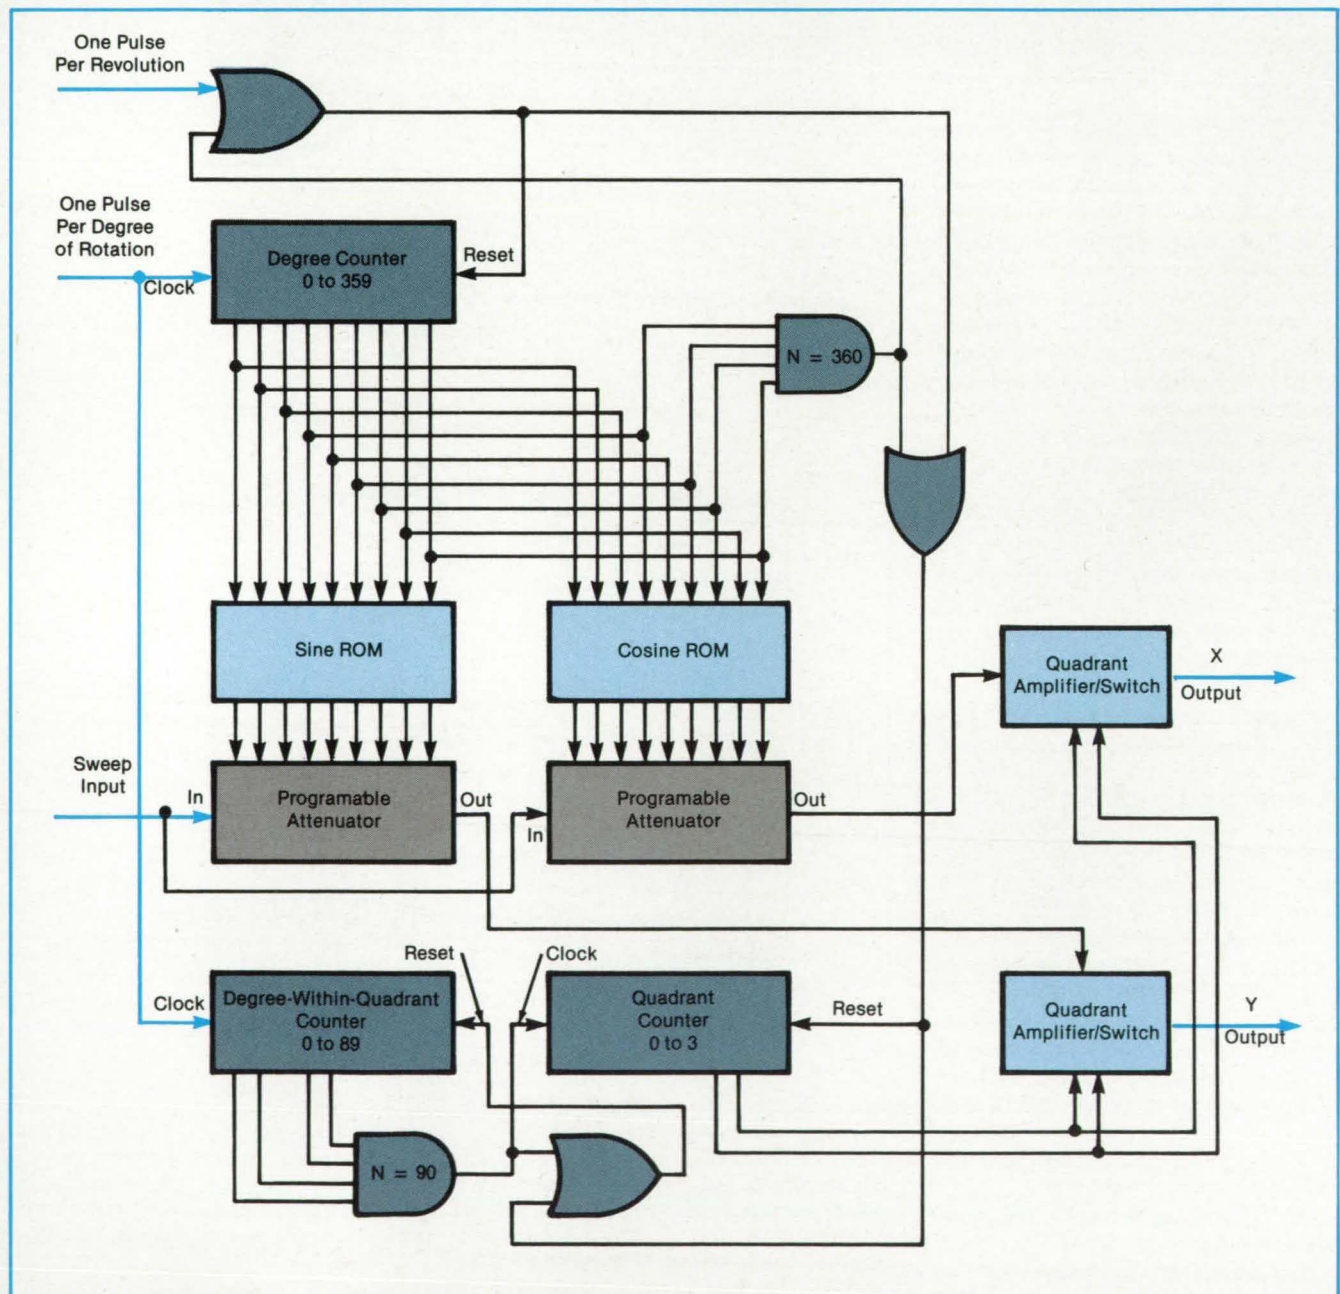 One Pulse
Per Revolution
One Pulse
Per Degree
of Rotation
Clock
Degree Counter
0 to 359
Reset
N = 360
Sine ROM
Cosine ROM
Quadrant
Amplifier/Switch
X
Output
Sweep
Input
In
Programable
Attenuator
Out
In
Programable
Attenuator
Out
Reset
Clock
Clock
Degree-Within-Quadrant
Counter
0 to 89
Quadrant
Counter
0 to 3
Reset
Quadrant
Amplifier/Switch
Y
Output
N = 90